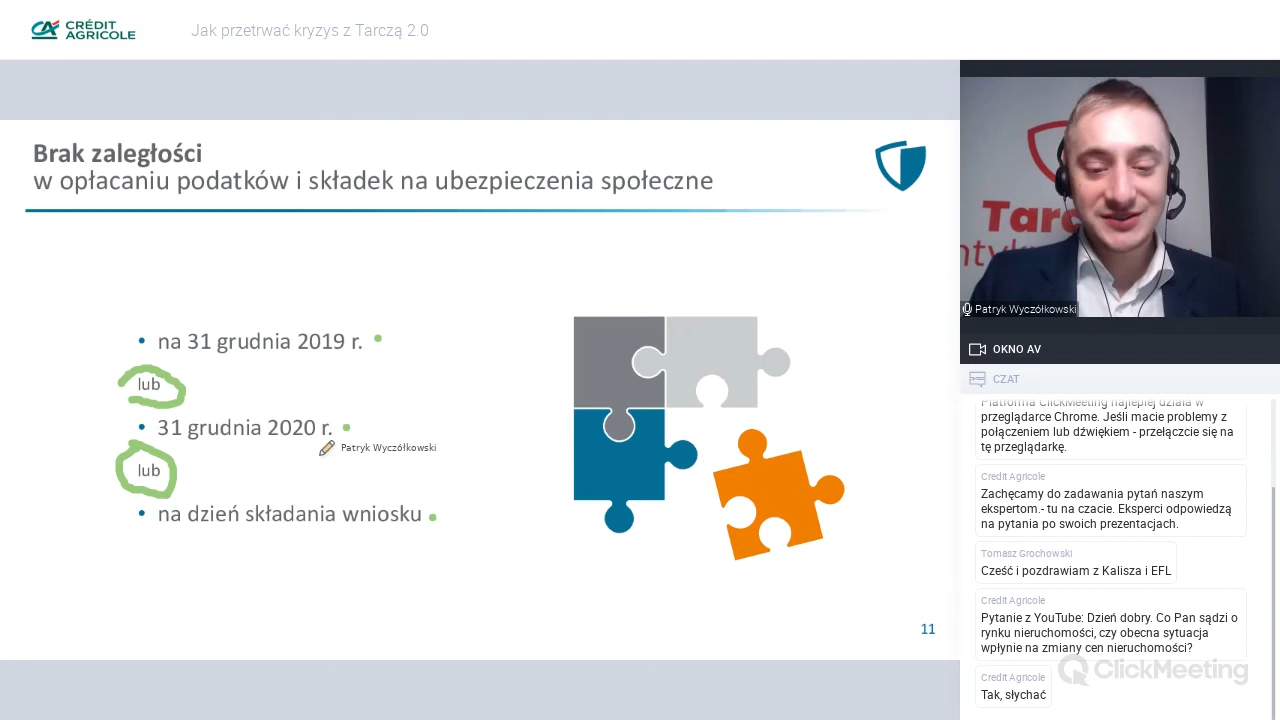 CRÉDIT
AGRICOLE
Jak przetrwać kryzys z Tarczą 2.0
Brak zaległości
w opłacaniu podatków i składek na ubezpieczenia społeczne
• na 31 grudnia 2019 r.
lub
• 31 grudnia 2020 r.
Patryk Wyczółkowski
lub
• na dzień składania wniosku
11
Tarc
Patryk Wyczółkowski
OKNO AV
CZAT
Platforma ClickMeeting najlepiej działa w
przeglądarce Chrome. Jeśli macie problemy z
połączeniem lub dźwiękiem - przełączcie się na
tę przeglądarkę.
Credit Agricole
Zachęcamy do zadawania pytań naszym
ekspertom.- tu na czacie. Eksperci odpowiedzą
na pytania po swoich prezentacjach.
Tomasz Grochowski
Cześć i pozdrawiam z Kalisza i EFL
Credit Agricole
Pytanie z YouTube: Dzień dobry. Co Pan sądzi o
rynku nieruchomości, czy obecna sytuacja
wpłynie na zmiany cen nieruchomości?
ClickMeeting
Credit Agricole
Tak, słychać